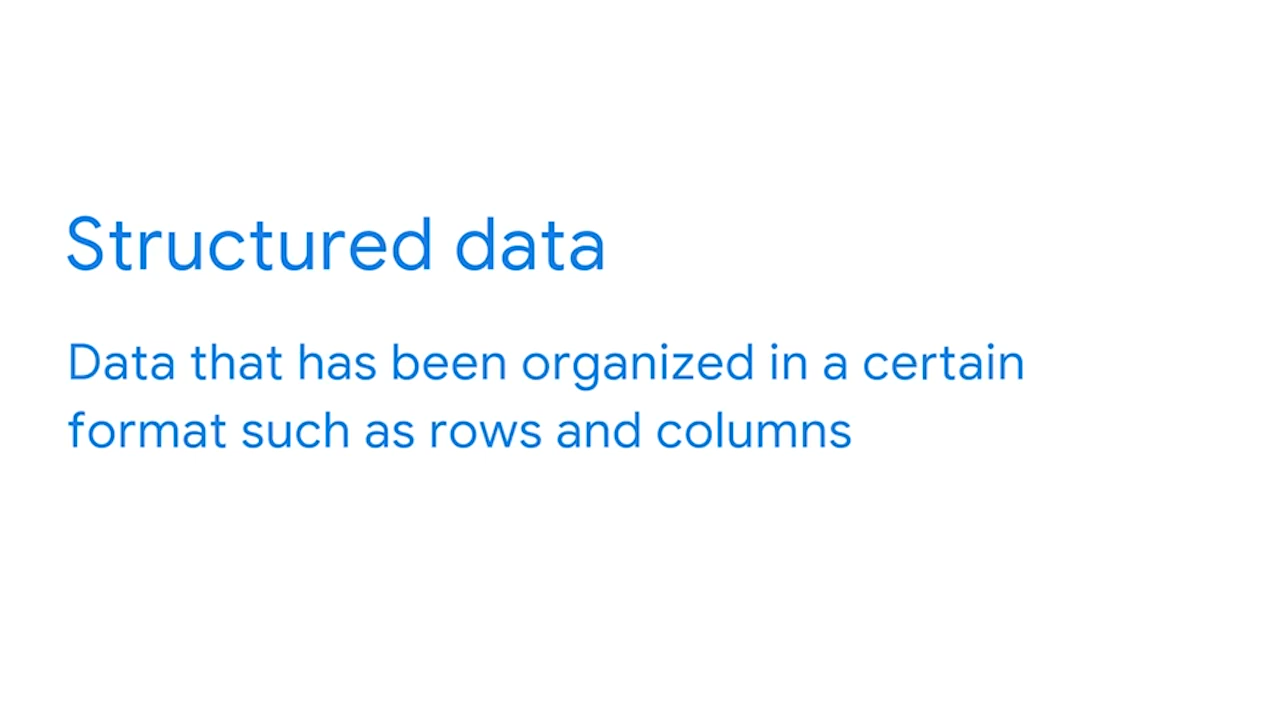 Structured data
Data that has been organized in a certain
format such as rows and columns